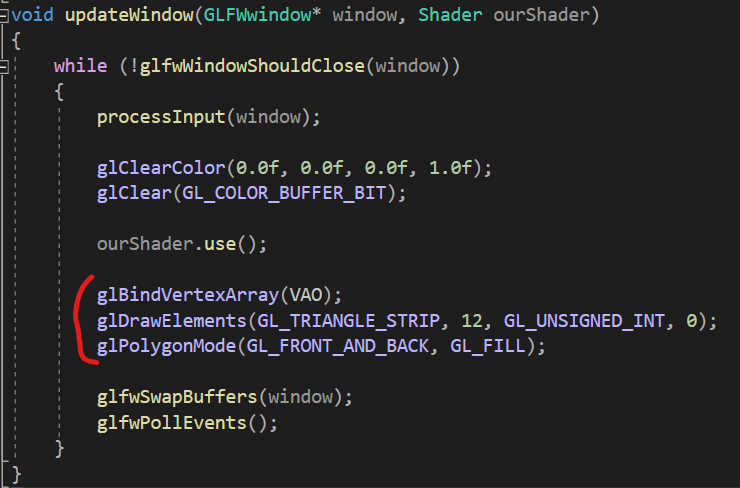 void updateWindow(GLFWwindow* window, Shader ourShader)
{
while (!glfwWindowShouldClose(window))
{
processInput(window);
glClearColor(0.0f, 0.0f, 0.0f, 1.0f);
glClear(GL_COLOR_BUFFER_BIT);
ourShader.use();
glBindVertexArray(VAO);
glDrawElements(GL_TRIANGLE_STRIP, 12, GL_UNSIGNED_INT, 0);
glPolygonMode(GL_FRONT_AND_BACK, GL_FILL);
glfwSwapBuffers(window);
glfwPollEvents();
}
}